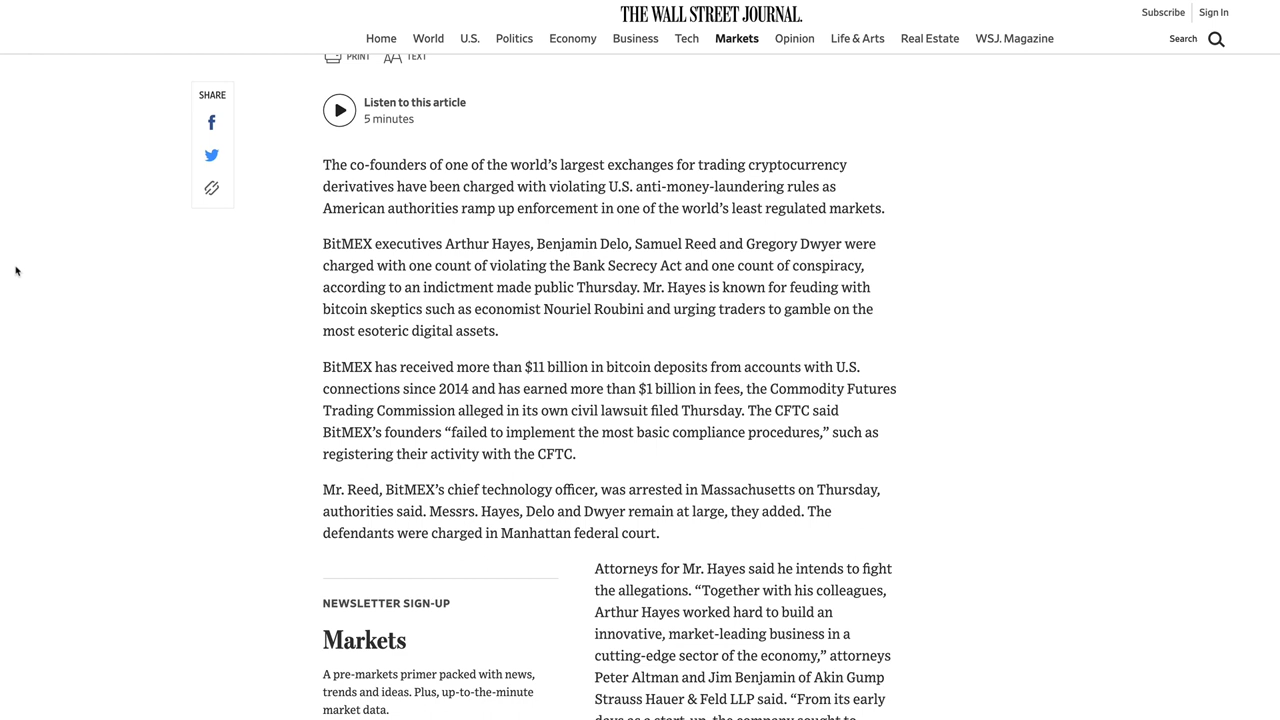 THE WALL STREET JOURNAL.
Subscribe Sign In
Home World U.S. Politics Economy Business Tech Markets Opinion Life & Arts Real Estate WSJ. Magazine
Search
PRINT TEXT
SHARE
Listen to this article
5 minutes
The co-founders of one of the world’s largest exchanges for trading cryptocurrency
derivatives have been charged with violating U.S. anti-money-laundering rules as
American authorities ramp up enforcement in one of the world’s least regulated markets.
BitMEX executives Arthur Hayes, Benjamin Delo, Samuel Reed and Gregory Dwyer were
charged with one count of violating the Bank Secrecy Act and one count of conspiracy,
according to an indictment made public Thursday. Mr. Hayes is known for feuding with
bitcoin skeptics such as economist Nouriel Roubini and urging traders to gamble on the
most esoteric digital assets.
BitMEX has received more than $11 billion in bitcoin deposits from accounts with U.S.
connections since 2014 and has earned more than $1 billion in fees, the Commodity Futures
Trading Commission alleged in its own civil lawsuit filed Thursday. The CFTC said
BitMEX’s founders “failed to implement the most basic compliance procedures,” such as
registering their activity with the CFTC.
Mr. Reed, BitMEX’s chief technology officer, was arrested in Massachusetts on Thursday,
authorities said. Messrs. Hayes, Delo and Dwyer remain at large, they added. The
defendants were charged in Manhattan federal court.
NEWSLETTER SIGN-UP
Markets
A pre-markets primer packed with news,
trends and ideas. Plus, up-to-the-minute
market data.
Attorneys for Mr. Hayes said he intends to fight
the allegations. “Together with his colleagues,
Arthur Hayes worked hard to build an
innovative, market-leading business in a
cutting-edge sector of the economy,” attorneys
Peter Altman and Jim Benjamin of Akin Gump
Strauss Hauer & Feld LLP said. “From its early
days as a start-up, the company sought to